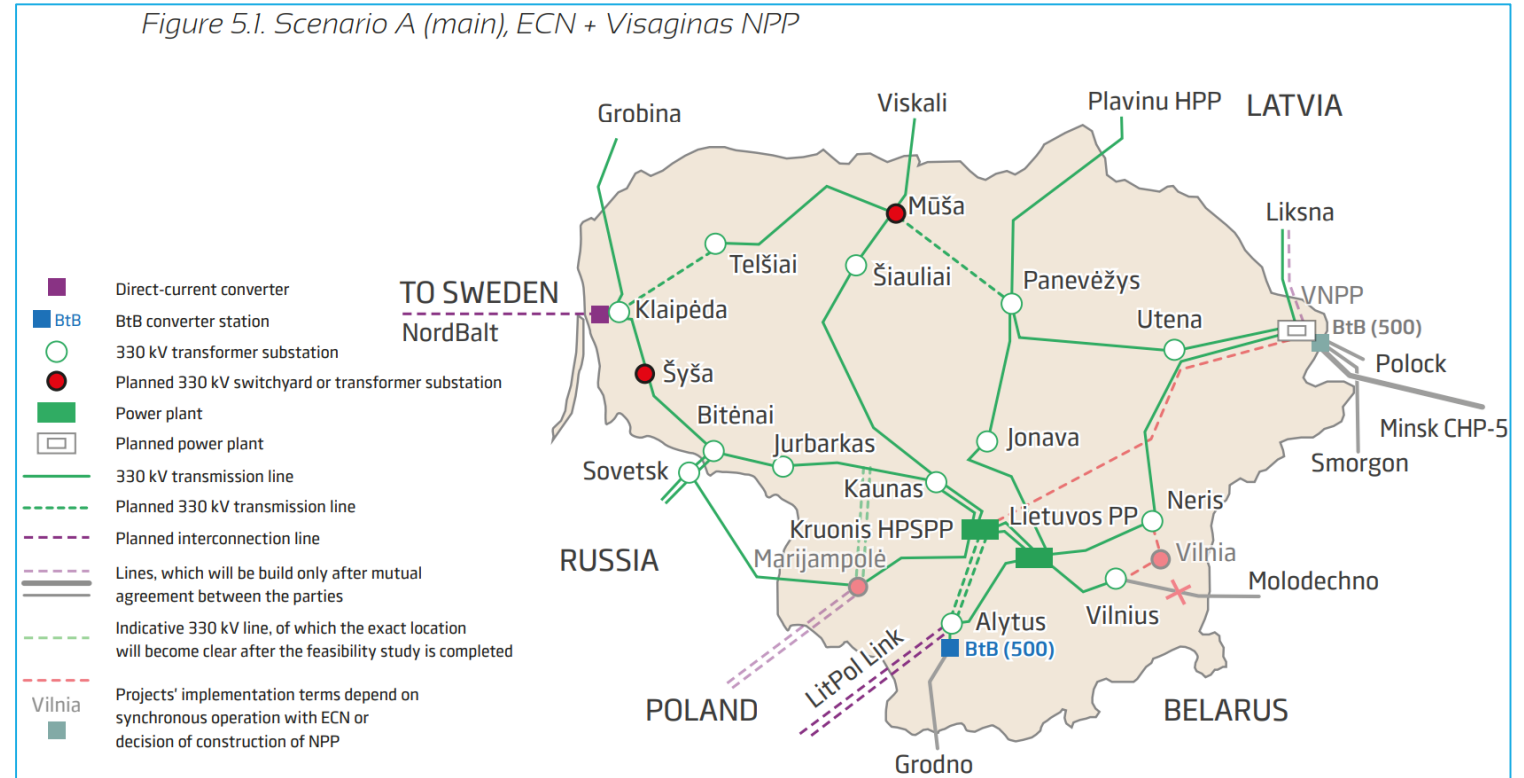 Figure 5.1. Scenario A (main), ECN + Visaginas NPP
Grobina
Viskali
Plavinu HPP
LATVIA
Mūša
Liksna
Telšiai
Šiauliai
Panevėžys
VNPP
Direct-current converter
TO SWEDEN
NordBalt
Klaipėda
Utena
BtB (500)
BtB
BtB converter station
330 kV transformer substation
Polock
Planned 330 kV switchyard or transformer substation
Šyša
Power plant
Bitėnai
Minsk CHP-5
Planned power plant
Jurbarkas
Jonava
Smorgon
330 kV transmission line
Sovetsk
Kaunas
Planned 330 kV transmission line
Neris
Kruonis HPSPP
Lietuvos PP
Planned interconnection line
RUSSIA
Marijampolė
Vilnia
Lines, which will be build only after mutual
agreement between the parties
Molodechno
Vilnius
Indicative 330 kV line, of which the exact location
will become clear after the feasibility study is completed
Alytus
BtB (500)
LitPol Link
Vilnia
Projects' implementation terms depend on
synchronous operation with ECN or
decision of construction of NPP
POLAND
BELARUS
Grodno